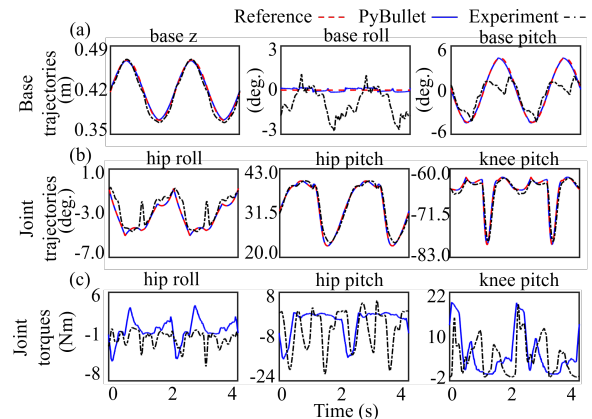 Reference PyBullet Experiment
(a) base z base roll base pitch
Base trajectories (m)
0.49
0.42
0.35
(deg.)
3
0
3
(deg.)
6
0
-6
(b) hip roll hip pitch knee pitch
Joint trajectories (deg.)
1.0
-3.0
-7.0
43.0
31.5
20.0
-60.0
-71.5
-83.0
(c) hip roll hip pitch knee pitch
Joint torques (Nm)
6
-1
-8
8
-8
-24
22
10
-2
0 2 4 0 2 4 0 2 4
Time (s)